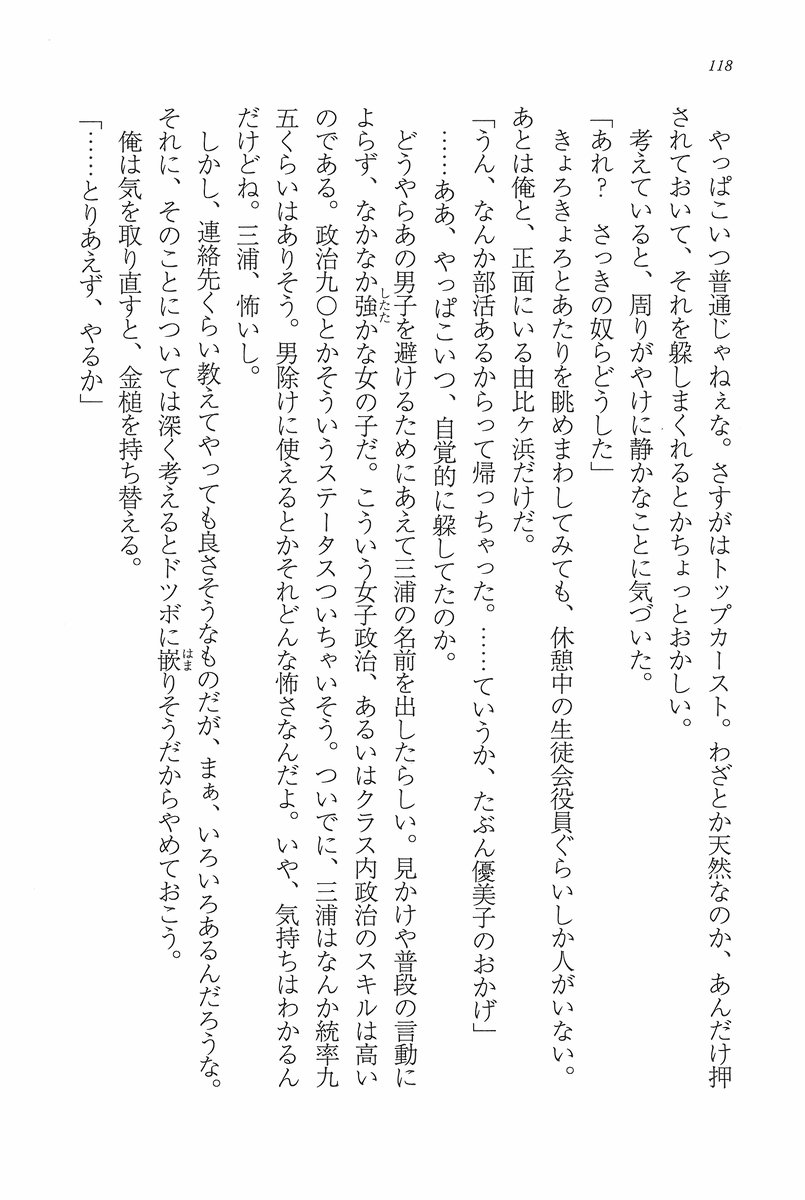 118
　やっぱこいつ普通じゃねぇな。さすがはトップカースト。わざとか天然なのか、あんだけ押
されておいて、それを躱しまくれるとかちょっとおかしい。
　考えていると、周りがやけに静かなことに気づいた。
「あれ？　さっきの奴らどうした」
　きょろきょろとあたりを眺めまわしてみても、休憩中の生徒会役員ぐらいしか人がいない。
あとは俺と、正面にいる由比ヶ浜だけだ。
「うん、なんか部活あるからって帰っちゃった。……ていうか、たぶん優美子のおかげ」
　……ああ、やっぱこいつ、自覚的に躱してたのか。
　どうやらあの男子を避けるためにあえて三浦の名前を出したらしい。見かけや普段の言動に
よらず、なかなか強かな女の子だ。こういう女子政治、あるいはクラス内政治のスキルは高い
のである。政治九〇とかそういうステータスついちゃいそう。ついでに、三浦はなんか統率九
五くらいはありそう。男除けに使えるとかそれどんな怖さなんだよ。いや、気持ちはわかるん
だけどね。三浦、怖いし。
　しかし、連絡先くらい教えてやっても良さそうなものだが、まぁ、いろいろあるんだろうな。
それに、そのことについては深く考えるとドツボに嵌りそうだからやめておこう。
　俺は気を取り直すと、金槌を持ち替える。
「……とりあえず、やるか」